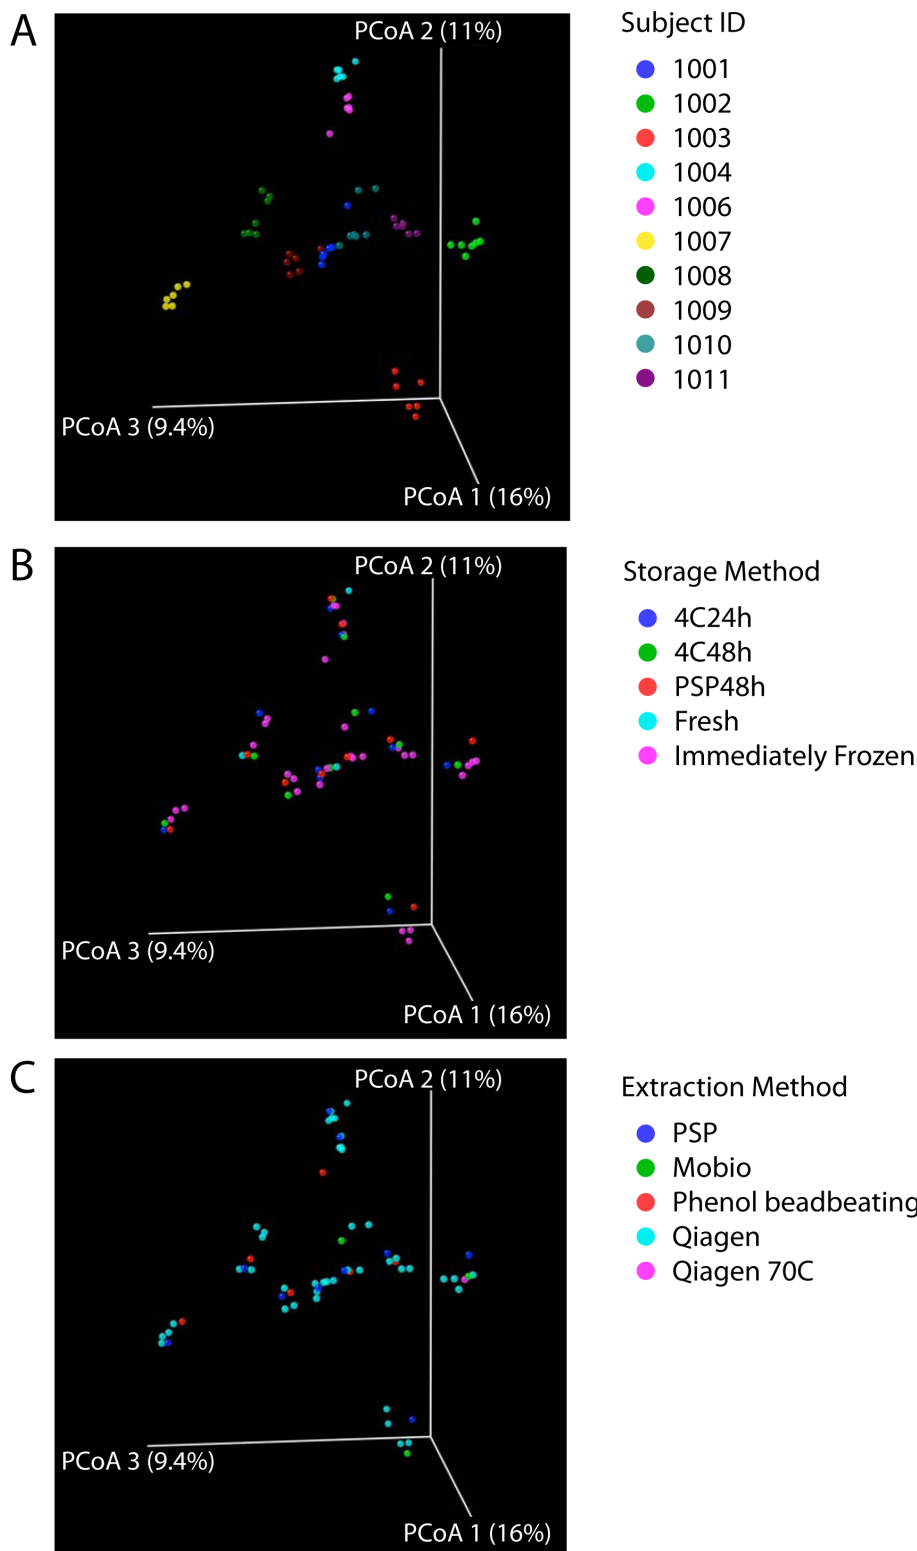 A
PCoA 2 (11%)
PCoA 3 (9.4%)
PCoA 1 (16%)
Subject ID
1001
1002
1003
1004
1006
1007
1008
1009
1010
1011
B
PCoA 2 (11%)
PCoA 3 (9.4%)
PCoA 1 (16%)
Storage Method
4C24h
4C48h
PSP48h
Fresh
Immediately Frozen
C
PCoA 2 (11%)
PCoA 3 (9.4%)
PCoA 1 (16%)
Extraction Method
PSP
Mobio
Phenol beadbeating
Qiagen
Qiagen 70C